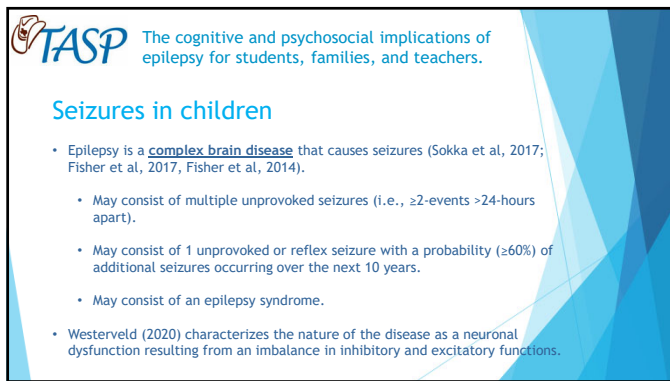 TASP
The cognitive and psychosocial implications of
epilepsy for students, families, and teachers.
Seizures in children
• Epilepsy is a complex brain disease that causes seizures (Sokka et al, 2017;
Fisher et al, 2017, Fisher et al, 2014).
• May consist of multiple unprovoked seizures (i.e., ≥2-events >24-hours
apart).
• May consist of 1 unprovoked or reflex seizure with a probability (≥60%) of
additional seizures occurring over the next 10 years.
• May consist of an epilepsy syndrome.
• Westerveld (2020) characterizes the nature of the disease as a neuronal
dysfunction resulting from an imbalance in inhibitory and excitatory functions.